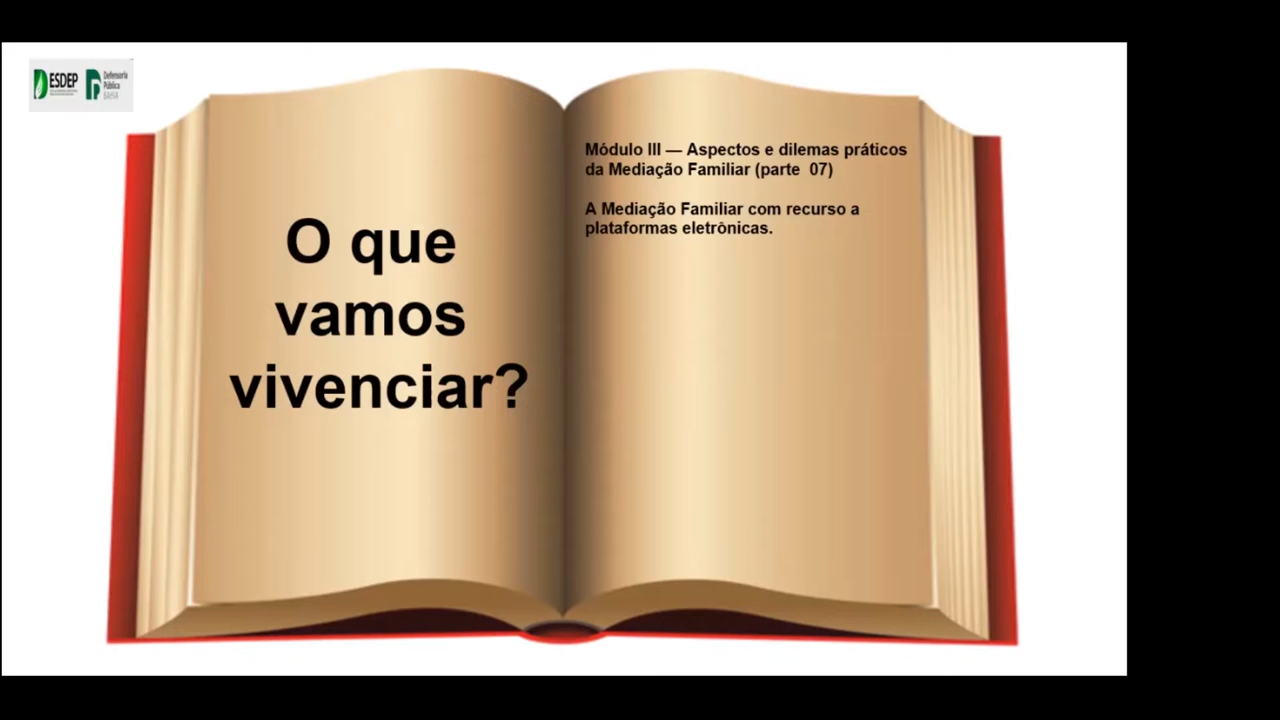 ESDEP
Defensoria
Pública
BAHIA
O que
vamos
vivenciar?
Módulo III — Aspectos e dilemas práticos
da Mediação Familiar (parte 07)
A Mediação Familiar com recurso a
plataformas eletrônicas.